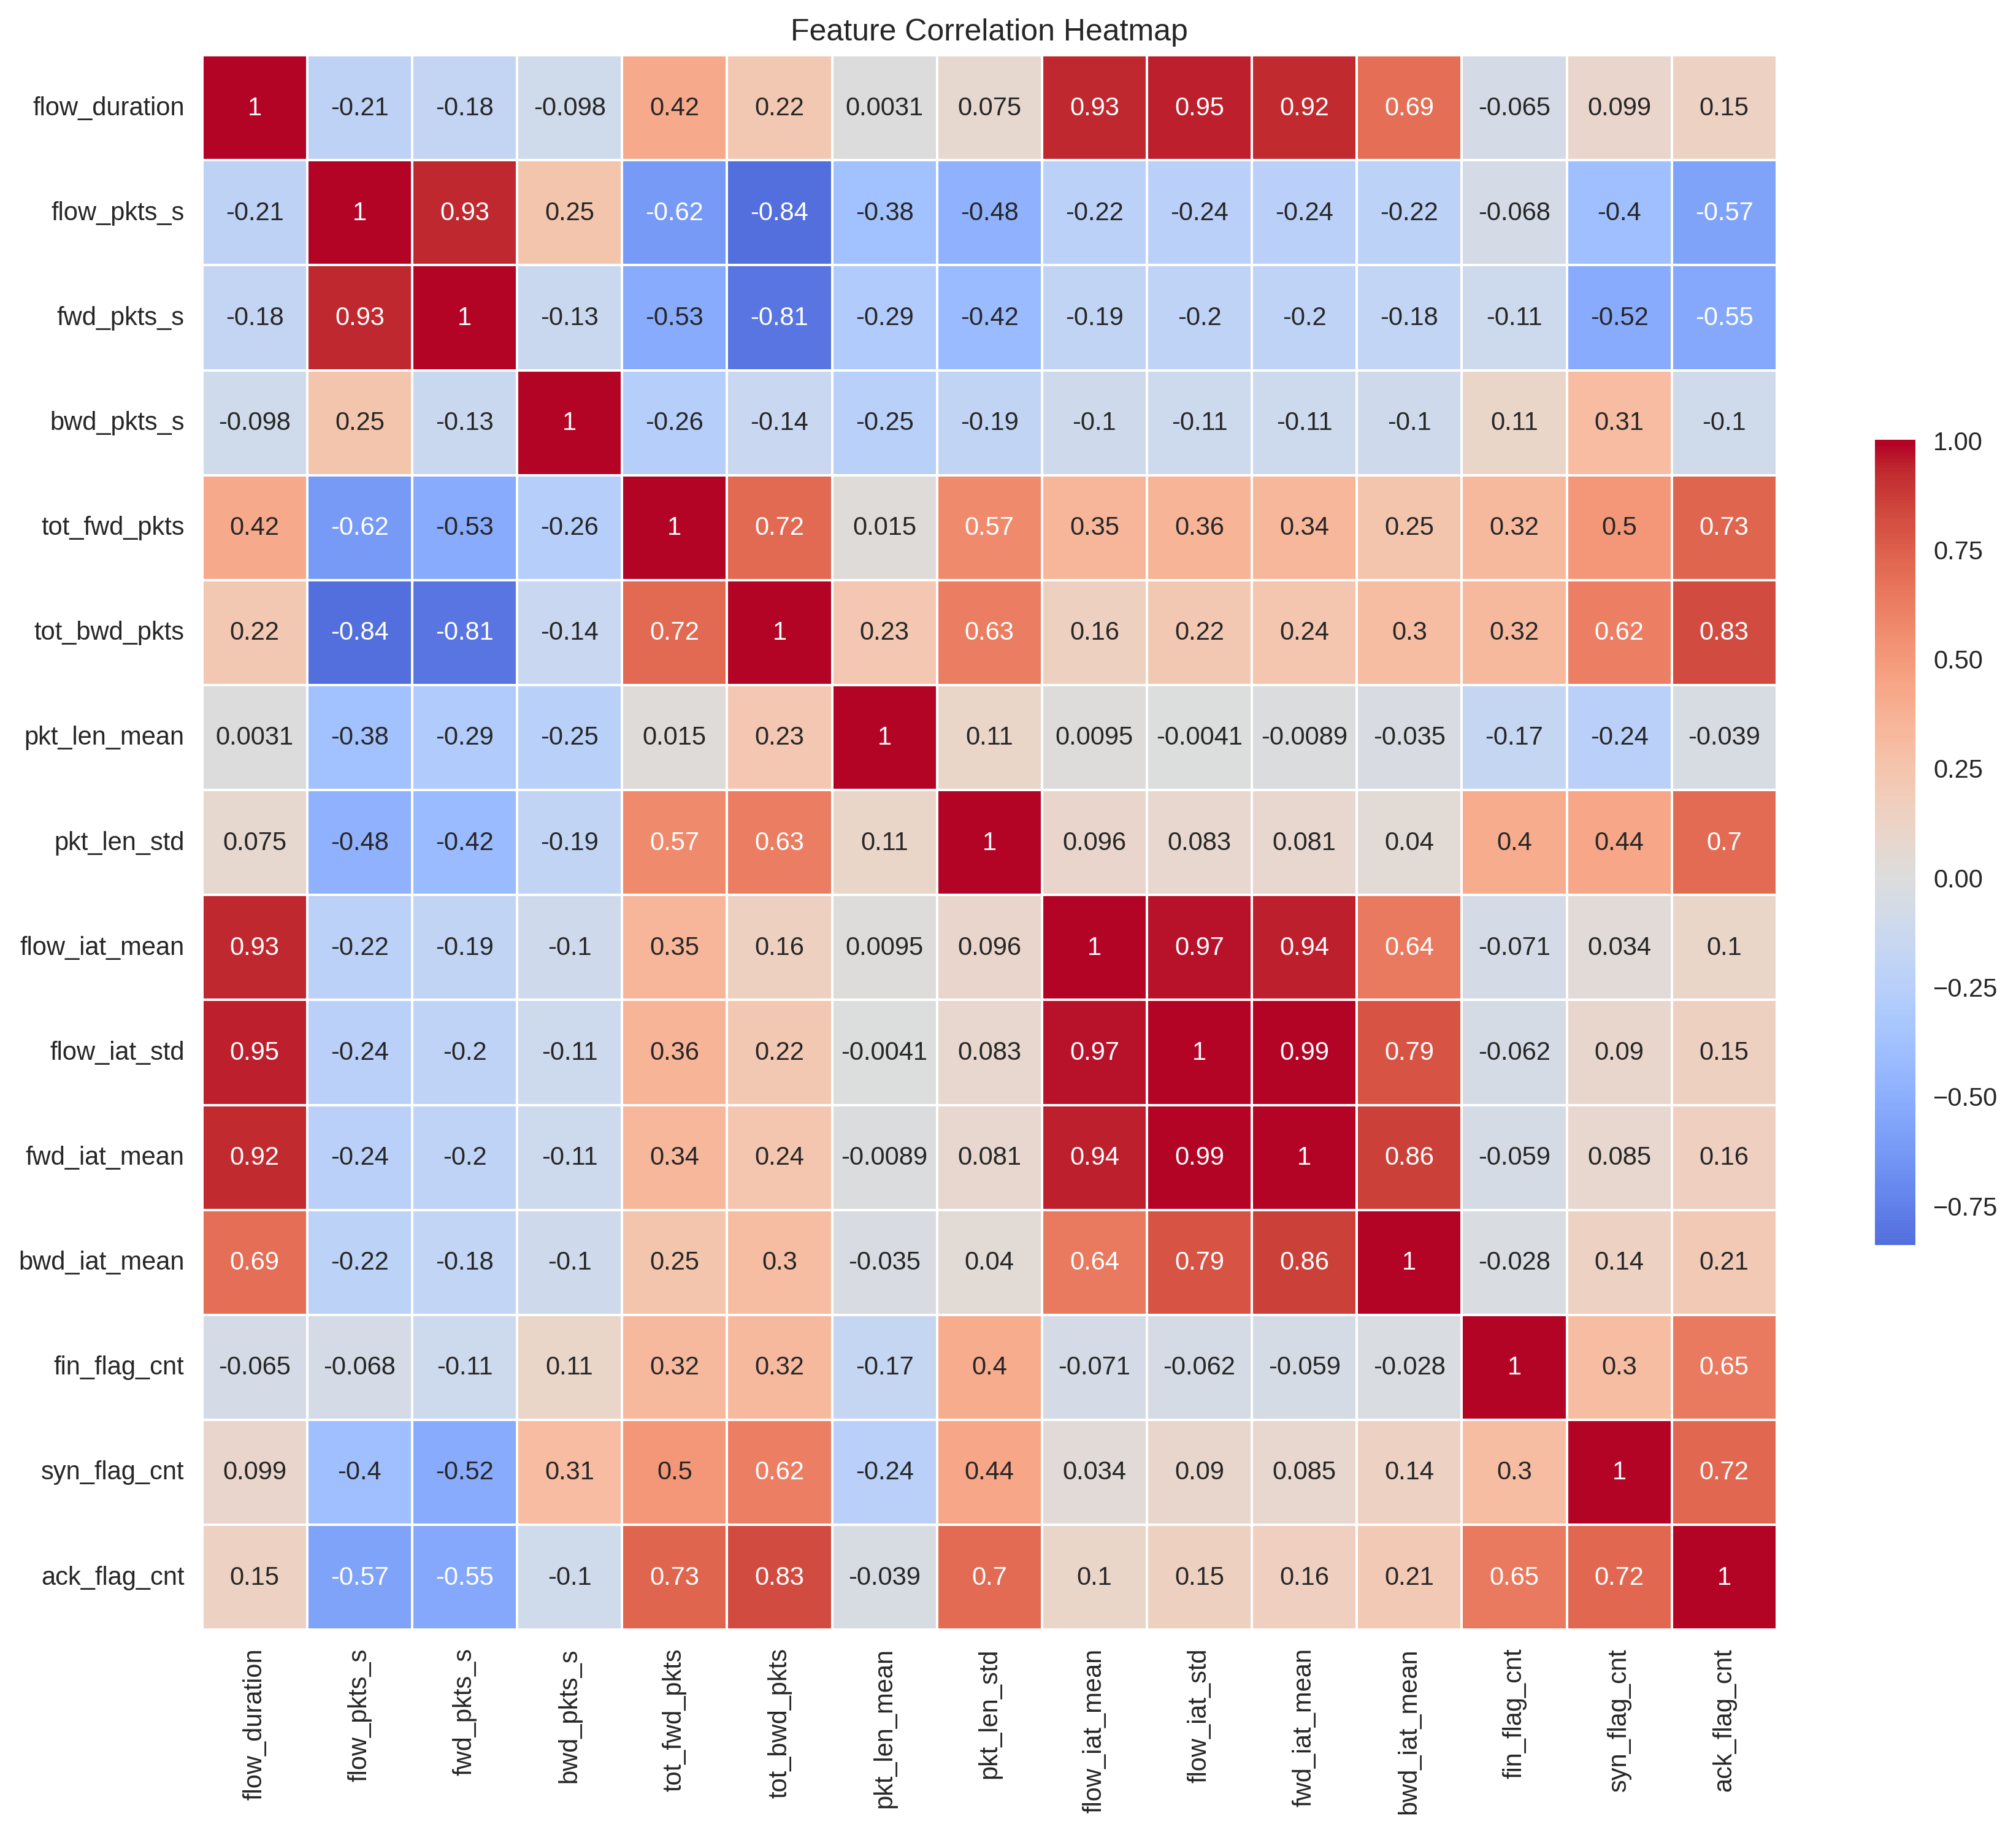 Feature Correlation Heatmap
flow_duration 1 -0.21 -0.18 -0.098 0.42 0.22 0.0031 0.075 0.93 0.95 0.92 0.69 -0.065 0.099 0.15
flow_pkts_s -0.21 1 0.93 0.25 -0.62 -0.84 -0.38 -0.48 -0.22 -0.24 -0.24 -0.22 -0.068 -0.4 -0.57
fwd_pkts_s -0.18 0.93 1 -0.13 -0.53 -0.81 -0.29 -0.42 -0.19 -0.2 -0.2 -0.18 -0.11 -0.52 -0.55
bwd_pkts_s -0.098 0.25 -0.13 1 -0.26 -0.14 -0.25 -0.19 -0.1 -0.11 -0.11 -0.1 0.11 0.31 -0.1
tot_fwd_pkts 0.42 -0.62 -0.53 -0.26 1 0.72 0.015 0.57 0.35 0.36 0.34 0.25 0.32 0.5 0.73
tot_bwd_pkts 0.22 -0.84 -0.81 -0.14 0.72 1 0.23 0.63 0.16 0.22 0.24 0.3 0.32 0.62 0.83
pkt_len_mean 0.0031 -0.38 -0.29 -0.25 0.015 0.23 1 0.11 0.0095 -0.0041 -0.0089 -0.035 -0.17 -0.24 -0.039
pkt_len_std 0.075 -0.48 -0.42 -0.19 0.57 0.63 0.11 1 0.096 0.083 0.081 0.04 0.4 0.44 0.7
flow_iat_mean 0.93 -0.22 -0.19 -0.1 0.35 0.16 0.0095 0.096 1 0.97 0.94 0.64 -0.071 0.034 0.1
flow_iat_std 0.95 -0.24 -0.2 -0.11 0.36 0.22 -0.0041 0.083 0.97 1 0.99 0.79 -0.062 0.09 0.15
fwd_iat_mean 0.92 -0.24 -0.2 -0.11 0.34 0.24 -0.0089 0.081 0.94 0.99 1 0.86 -0.059 0.085 0.16
bwd_iat_mean 0.69 -0.22 -0.18 -0.1 0.25 0.3 -0.035 0.04 0.64 0.79 0.86 1 -0.028 0.14 0.21
fin_flag_cnt -0.065 -0.068 -0.11 0.11 0.32 0.32 -0.17 0.4 -0.071 -0.062 -0.059 -0.028 1 0.3 0.65
syn_flag_cnt 0.099 -0.4 -0.52 0.31 0.5 0.62 -0.24 0.44 0.034 0.09 0.085 0.14 0.3 1 0.72
ack_flag_cnt 0.15 -0.57 -0.55 -0.1 0.73 0.83 -0.039 0.7 0.1 0.15 0.16 0.21 0.65 0.72 1
flow_duration
flow_pkts_s
fwd_pkts_s
bwd_pkts_s
tot_fwd_pkts
tot_bwd_pkts
pkt_len_mean
pkt_len_std
flow_iat_mean
flow_iat_std
fwd_iat_mean
bwd_iat_mean
fin_flag_cnt
syn_flag_cnt
ack_flag_cnt
1.00
0.75
0.50
0.25
0.00
−0.25
−0.50
−0.75